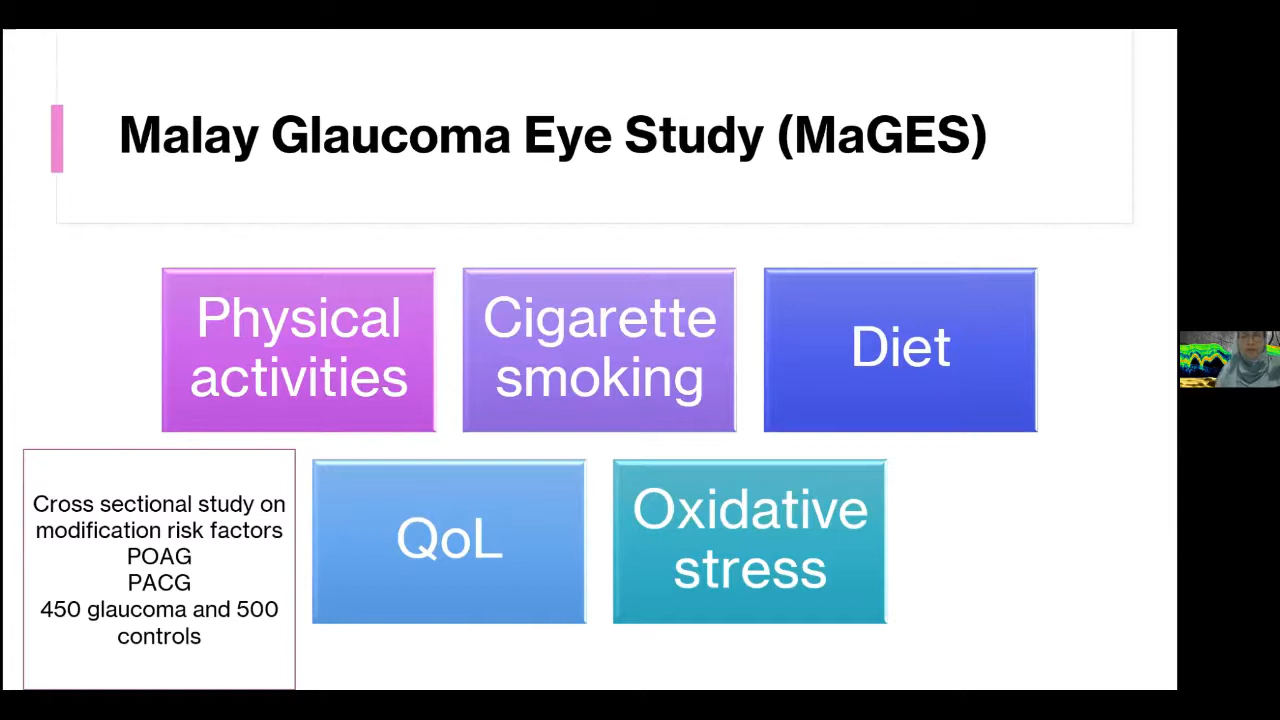 Malay Glaucoma Eye Study (MaGES)
Physical
activities
Cigarette
smoking
Diet
Cross sectional study on
modification risk factors
POAG
PACG
450 glaucoma and 500
controls
QoL
Oxidative
stress